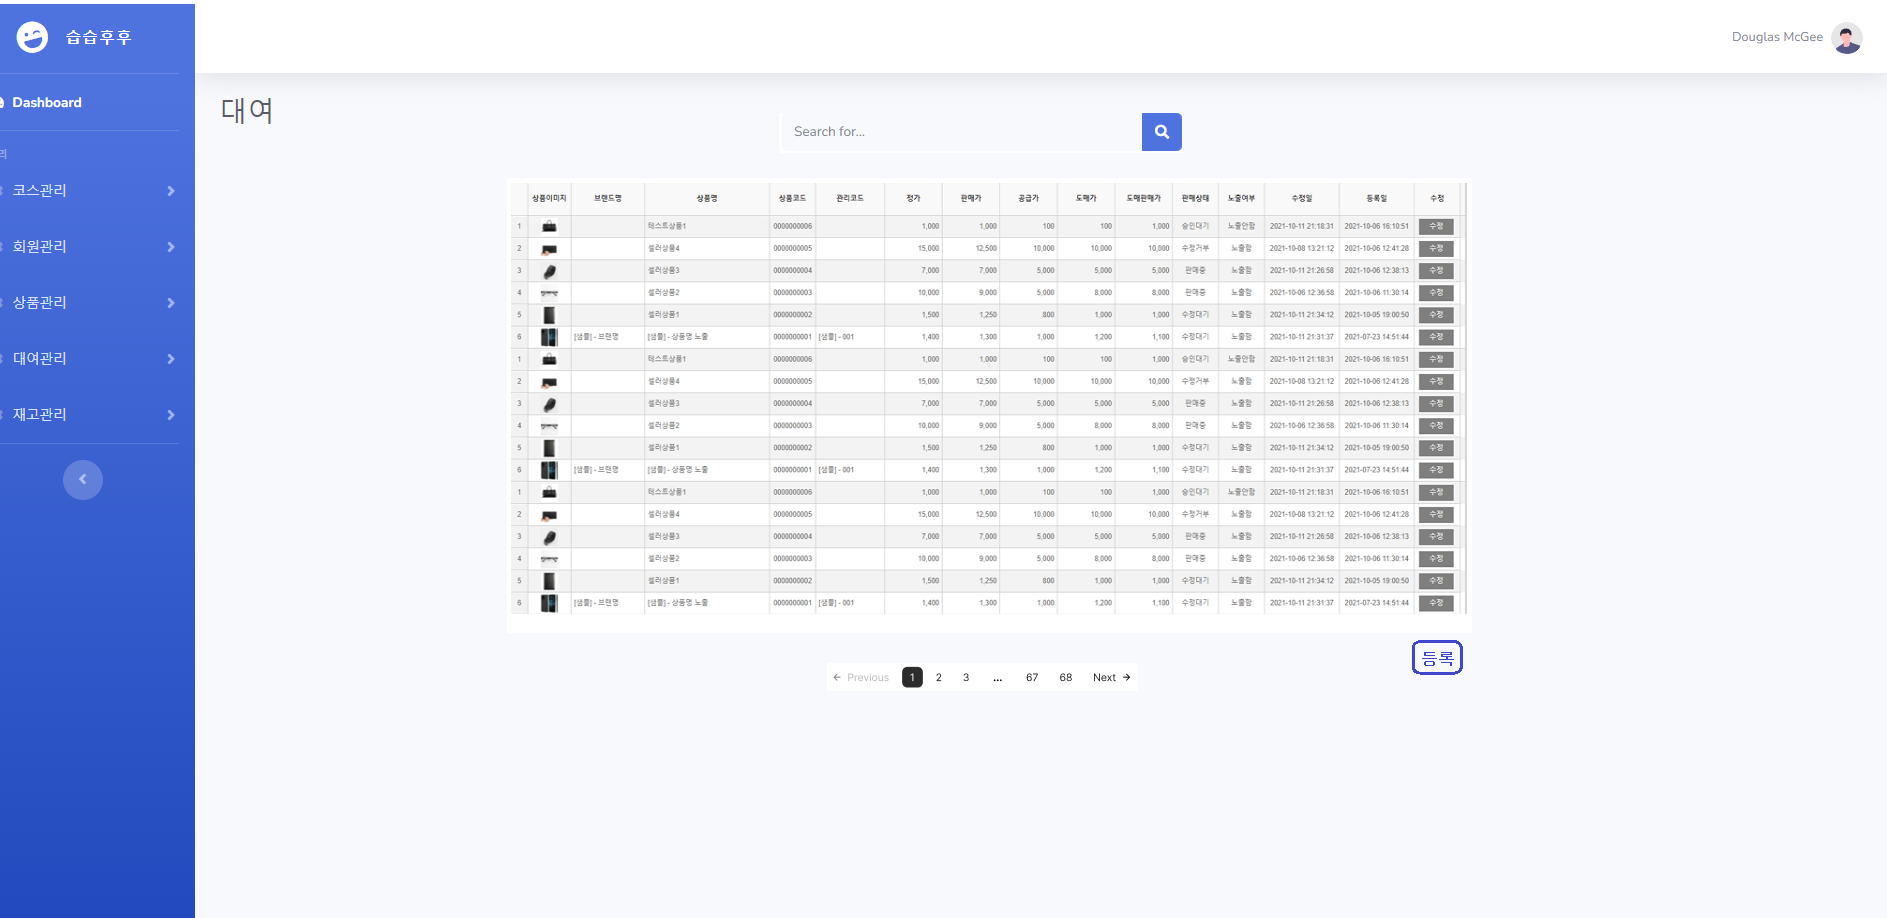 습습후후
Douglas McGee
Dashboard
리
코스관리
회원관리
상품관리
대여관리
재고관리
대여
Search for...
상품이미지 브랜드명 상품명 상품코드 관리코드 정가 판매가 공급가 도매가 도매판매가 판매상태 노출여부 수정일 등록일 수정
1 테스트상품1 0000000006 1,000 1,000 100 100 1,000 승인대기 노출안함 2021-10-11 21:18:31 2021-10-06 16:10:51 수정
2 셀러상품4 0000000005 15,000 12,500 10,000 10,000 10,000 수정거부 노출함 2021-10-08 13:21:12 2021-10-06 12:41:28 수정
3 셀러상품3 0000000004 7,000 7,000 5,000 5,000 5,000 판매중 노출함 2021-10-11 21:26:58 2021-10-06 12:38:13 수정
4 셀러상품2 0000000003 10,000 9,000 5,000 8,000 8,000 판매중 노출함 2021-10-06 12:36:58 2021-10-06 11:30:14 수정
5 셀러상품1 0000000002 1,500 1,250 800 1,000 1,000 수정대기 노출함 2021-10-11 21:34:12 2021-10-05 19:00:50 수정
6 [샘플] - 브랜명 [샘플] - 상품명 노출 0000000001 [샘플] - 001 1,400 1,300 1,000 1,200 1,100 수정대기 노출함 2021-10-11 21:31:37 2021-07-23 14:51:44 수정
1 테스트상품1 0000000006 1,000 1,000 100 100 1,000 승인대기 노출안함 2021-10-11 21:18:31 2021-10-06 16:10:51 수정
2 셀러상품4 0000000005 15,000 12,500 10,000 10,000 10,000 수정거부 노출함 2021-10-08 13:21:12 2021-10-06 12:41:28 수정
3 셀러상품3 0000000004 7,000 7,000 5,000 5,000 5,000 판매중 노출함 2021-10-11 21:26:58 2021-10-06 12:38:13 수정
4 셀러상품2 0000000003 10,000 9,000 5,000 8,000 8,000 판매중 노출함 2021-10-06 12:36:58 2021-10-06 11:30:14 수정
5 셀러상품1 0000000002 1,500 1,250 800 1,000 1,000 수정대기 노출함 2021-10-11 21:34:12 2021-10-05 19:00:50 수정
6 [샘플] - 브랜명 [샘플] - 상품명 노출 0000000001 [샘플] - 001 1,400 1,300 1,000 1,200 1,100 수정대기 노출함 2021-10-11 21:31:37 2021-07-23 14:51:44 수정
1 테스트상품1 0000000006 1,000 1,000 100 100 1,000 승인대기 노출안함 2021-10-11 21:18:31 2021-10-06 16:10:51 수정
2 셀러상품4 0000000005 15,000 12,500 10,000 10,000 10,000 수정거부 노출함 2021-10-08 13:21:12 2021-10-06 12:41:28 수정
3 셀러상품3 0000000004 7,000 7,000 5,000 5,000 5,000 판매중 노출함 2021-10-11 21:26:58 2021-10-06 12:38:13 수정
4 셀러상품2 0000000003 10,000 9,000 5,000 8,000 8,000 판매중 노출함 2021-10-06 12:36:58 2021-10-06 11:30:14 수정
5 셀러상품1 0000000002 1,500 1,250 800 1,000 1,000 수정대기 노출함 2021-10-11 21:34:12 2021-10-05 19:00:50 수정
6 [샘플] - 브랜명 [샘플] - 상품명 노출 0000000001 [샘플] - 001 1,400 1,300 1,000 1,200 1,100 수정대기 노출함 2021-10-11 21:31:37 2021-07-23 14:51:44 수정
등록
← Previous 1 2 3 ... 67 68 Next →